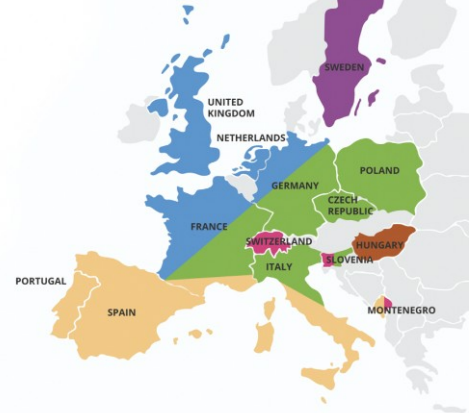 SWEDEN
UNITED
KINGDOM
NETHERLANDS
POLAND
GERMANY
CZECH
REPUBLIC
FRANCE
SWITZERLAND
HUNGARY
SLOVENIA
ITALY
PORTUGAL
SPAIN
MONTENEGRO